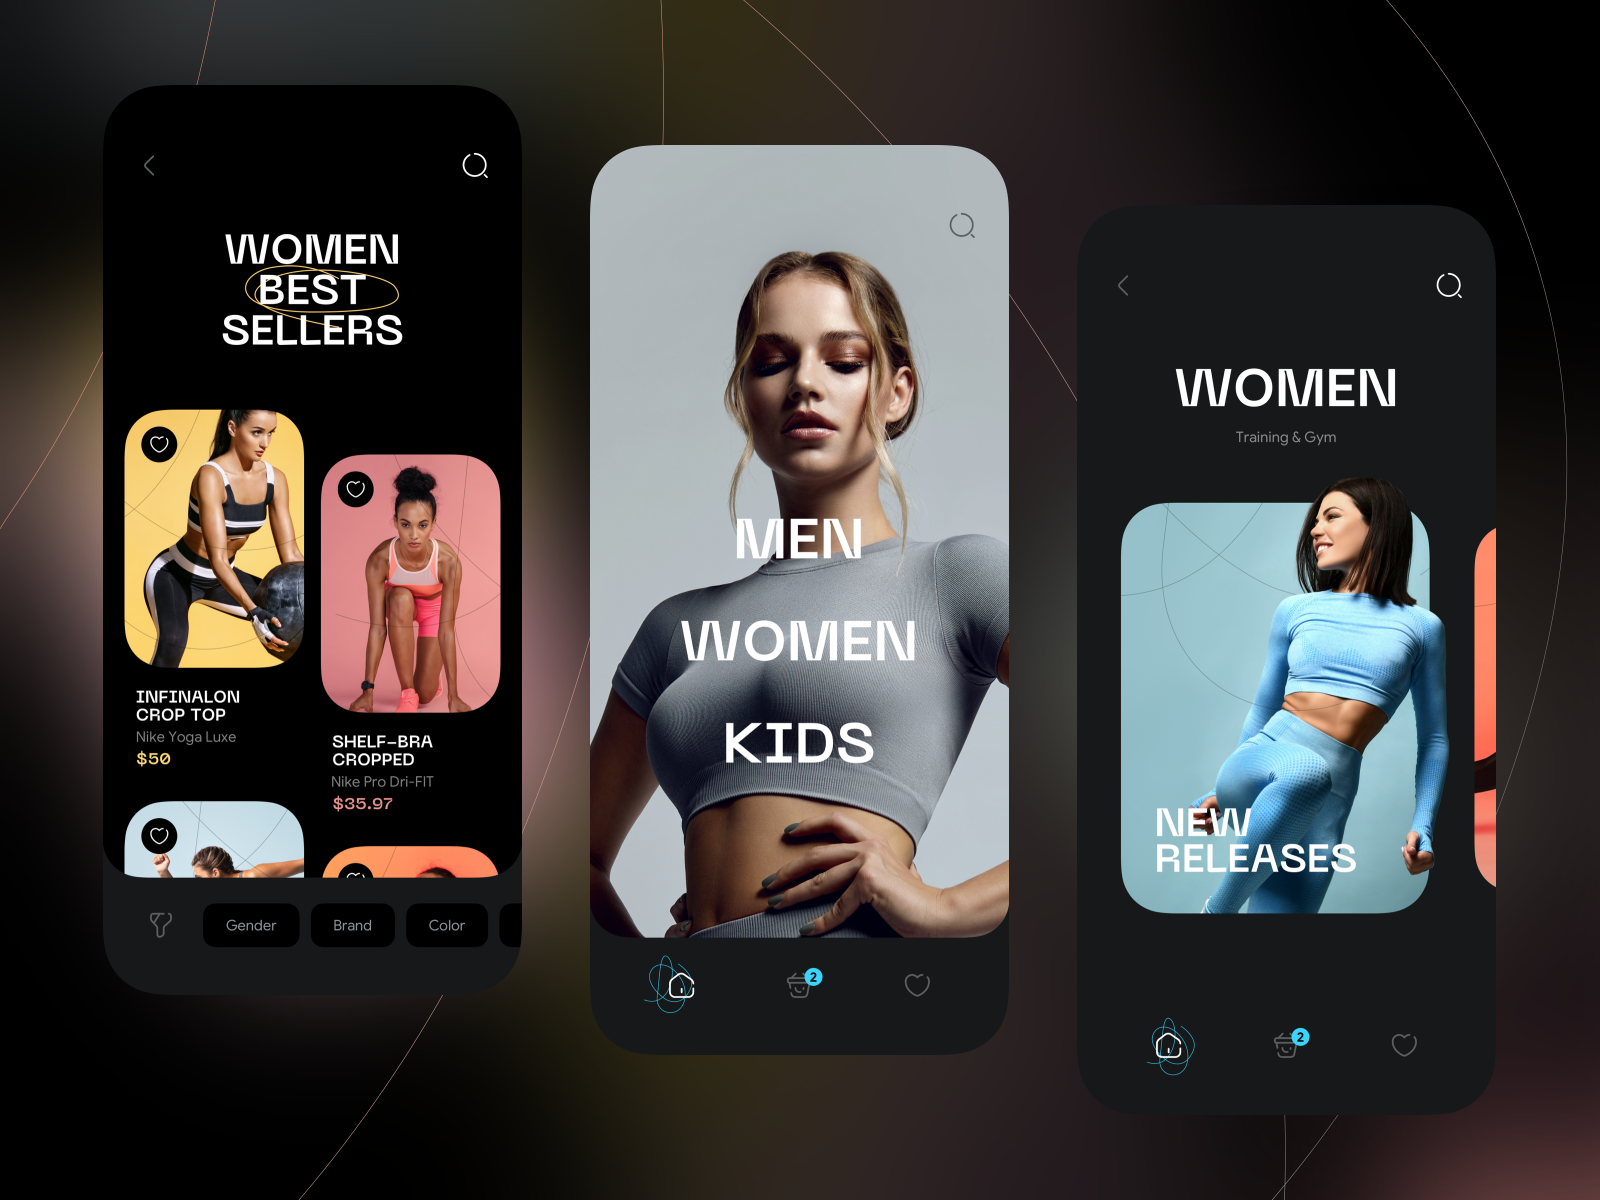 WOMEN
BEST
SELLERS
INFINALON
CROP TOP
Nike Yoga Luxe
$50
SHELF-BRA
CROPPED
Nike Pro Dri-FIT
$35.97
Gender
Brand
Color
MEN
WOMEN
KIDS
2
WOMEN
Training & Gym
NEW
RELEASES
2